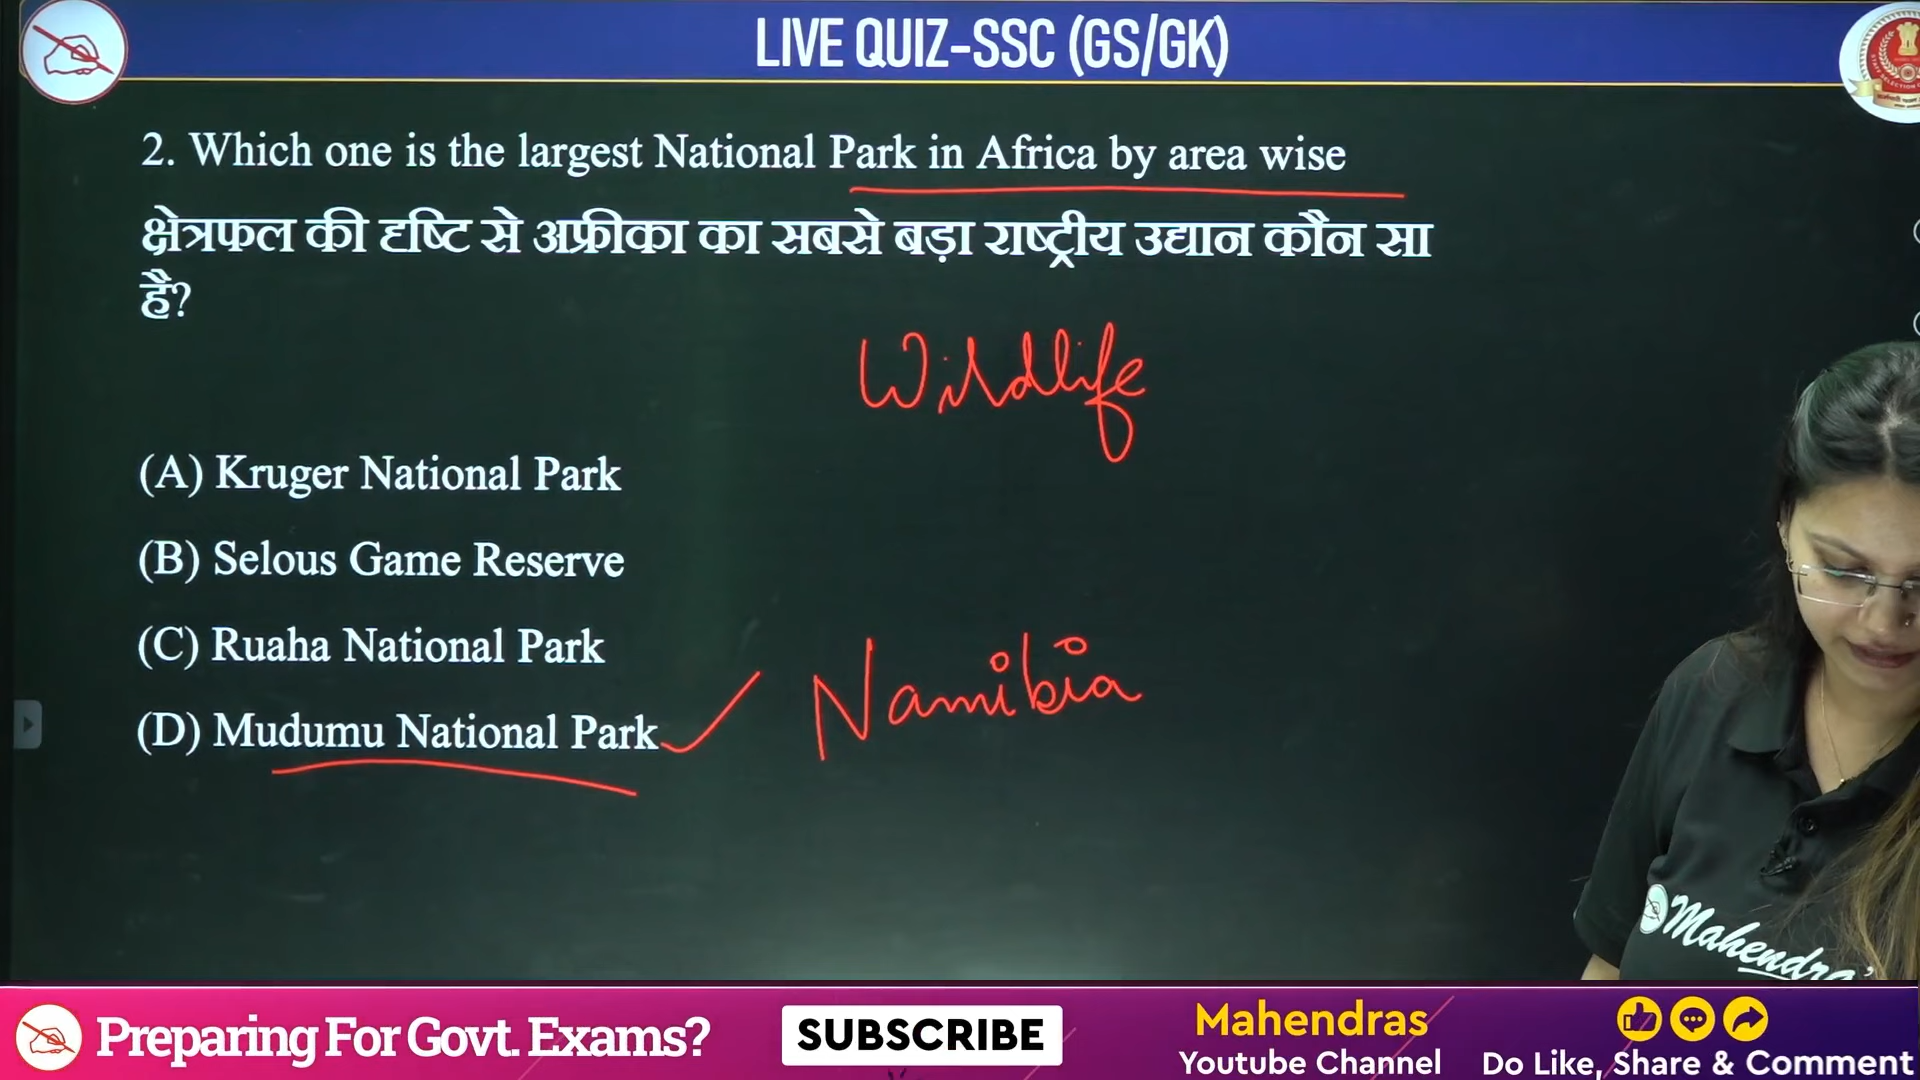 LIVE QUIZ-SSC (GS/GK)
2. Which one is the largest National Park in Africa by area wise
क्षेत्रफल की दृष्टि से अफ्रीका का सबसे बड़ा राष्ट्रीय उद्यान कौन सा
है?
Wildlife
(A) Kruger National Park
(B) Selous Game Reserve
(C) Ruaha National Park
(D) Mudumu National Park
Namibia
Mahendra's
Preparing For Govt. Exams?
SUBSCRIBE
Mahendras
Youtube Channel
Do Like, Share & Comment